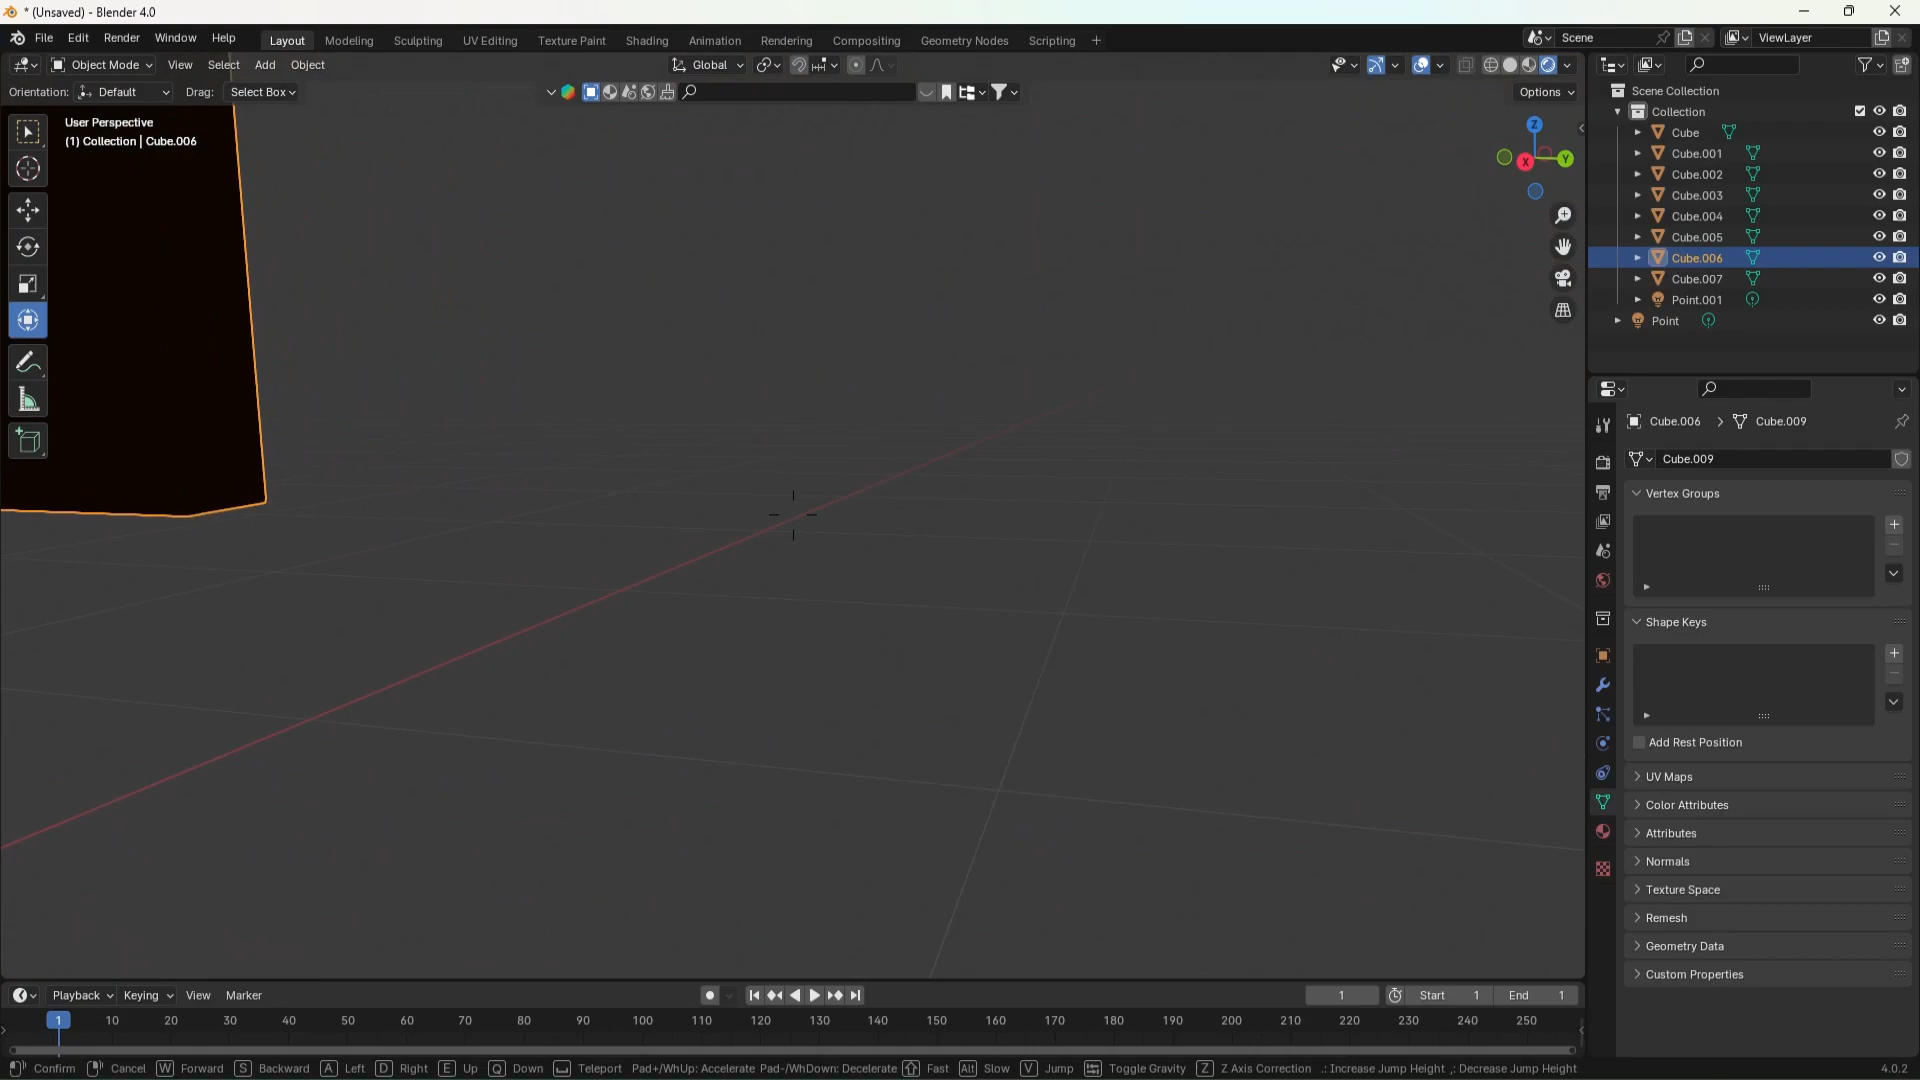 * (Unsaved) - Blender 4.0
File Edit Render Window Help Layout Modeling Sculpting UV Editing Texture Paint Shading Animation Rendering Compositing Geometry Nodes Scripting + Scene ViewLayer
Object Mode View Select Add Object Global
Orientation: Default Drag: Select Box Options
User Perspective
(1) Collection | Cube.006
Z
X
Y
Scene Collection
Collection
Cube
Cube.001
Cube.002
Cube.003
Cube.004
Cube.005
Cube.006
Cube.007
Point.001
Point
Cube.006 > Cube.009
Cube.009
Vertex Groups
Shape Keys
Add Rest Position
UV Maps
Color Attributes
Attributes
Normals
Texture Space
Remesh
Geometry Data
Custom Properties
Playback Keying View Marker 1 Start 1 End 1
1 10 20 30 40 50 60 70 80 90 100 110 120 130 140 150 160 170 180 190 200 210 220 230 240 250
Confirm Cancel W Forward S Backward A Left D Right E Up Q Down Teleport Pad+/WhUp: Accelerate Pad-/WhDown: Decelerate Fast Alt Slow V Jump Toggle Gravity Z Z Axis Correction .: Increase Jump Height ,: Decrease Jump Height 4.0.2